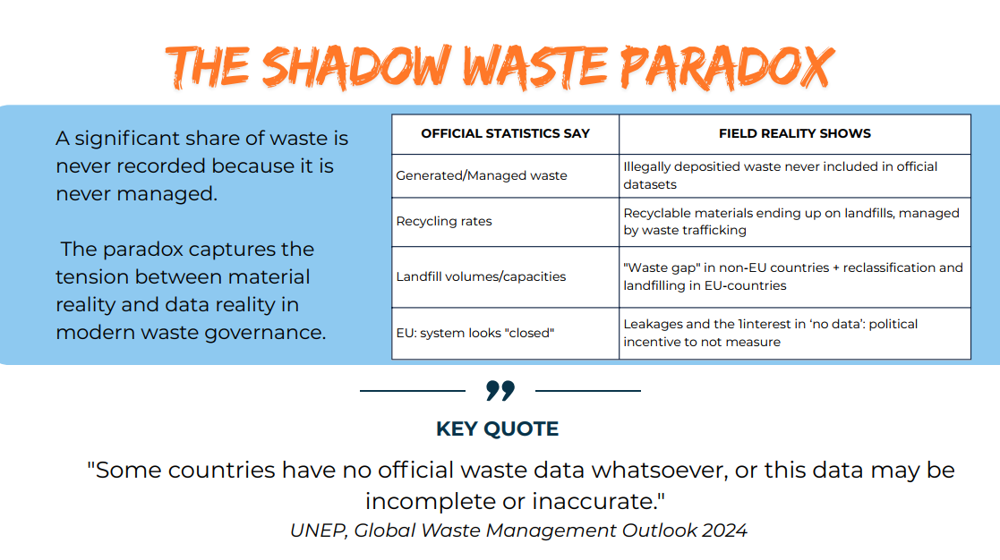 THE SHADOW WASTE PARADOX
A significant share of waste is
never recorded because it is
never managed.
The paradox captures the
tension between material
reality and data reality in
modern waste governance.
OFFICIAL STATISTICS SAY
FIELD REALITY SHOWS
Generated/Managed waste
Illegally depositied waste never included in official
datasets
Recycling rates
Recyclable materials ending up on landfills, managed
by waste trafficking
Landfill volumes/capacities
"Waste gap" in non-EU countries + reclassification and
landfilling in EU-countries
EU: system looks "closed"
Leakages and the 1interest in ‘no data’: political
incentive to not measure
”
KEY QUOTE
"Some countries have no official waste data whatsoever, or this data may be
incomplete or inaccurate."
UNEP, Global Waste Management Outlook 2024